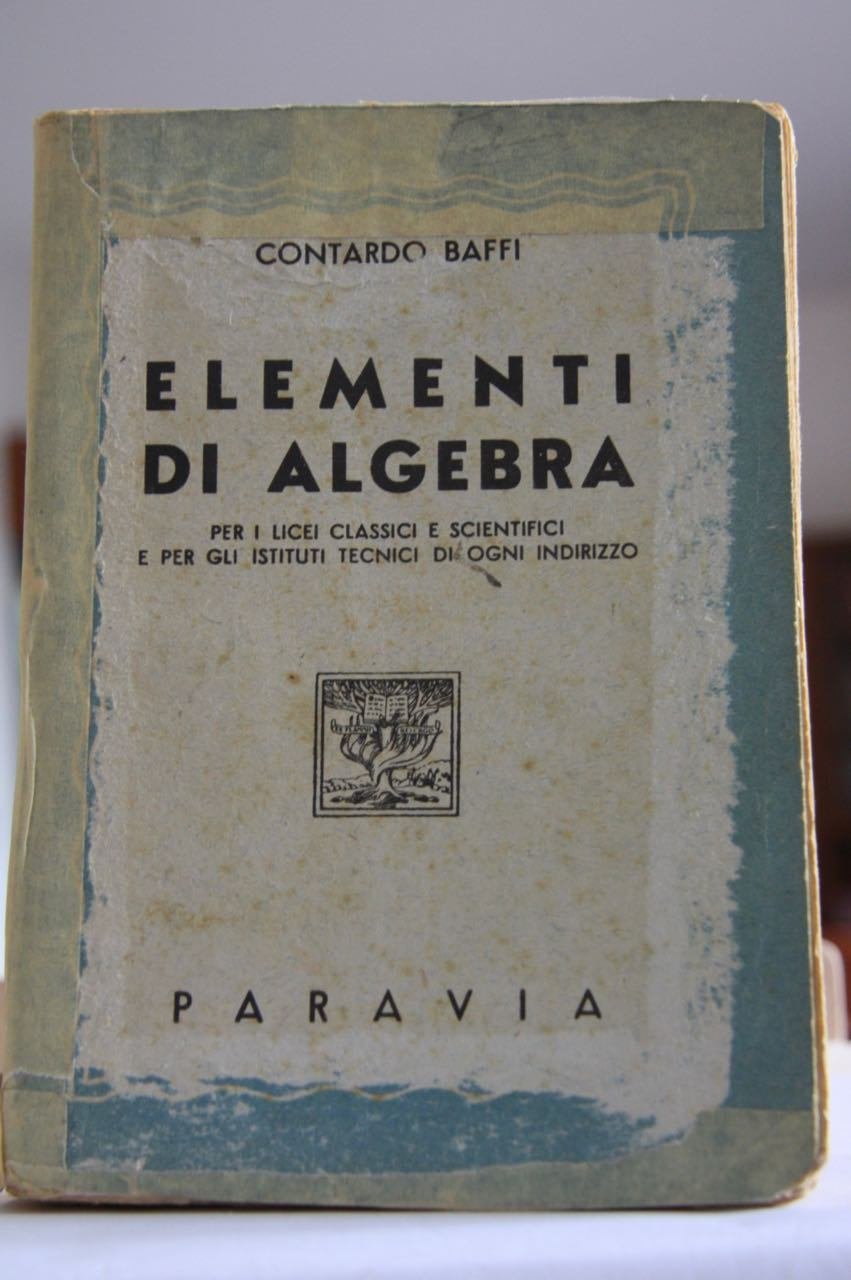 CONTARDO BAFFI
ELEMENTI
DI ALGEBRA
PER I LICEI CLASSICI E SCIENTIFICI
E PER GLI ISTITUTI TECNICI DI OGNI INDIRIZZO
PARAVIA